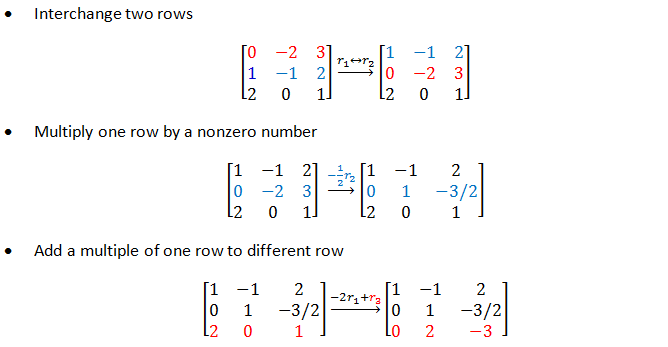 • Interchange two rows
[0 −2 3; 1 −1 2; 2 0 1] r₁↔r₂ → [1 −1 2; 0 −2 3; 2 0 1]
• Multiply one row by a nonzero number
[1 −1 2; 0 −2 3; 2 0 1] −1/2 r₂ → [1 −1 2; 0 1 −3/2; 2 0 1]
• Add a multiple of one row to different row
[1 −1 2; 0 1 −3/2; 2 0 1] −2r₁+r₃ → [1 −1 2; 0 1 −3/2; 0 2 −3]